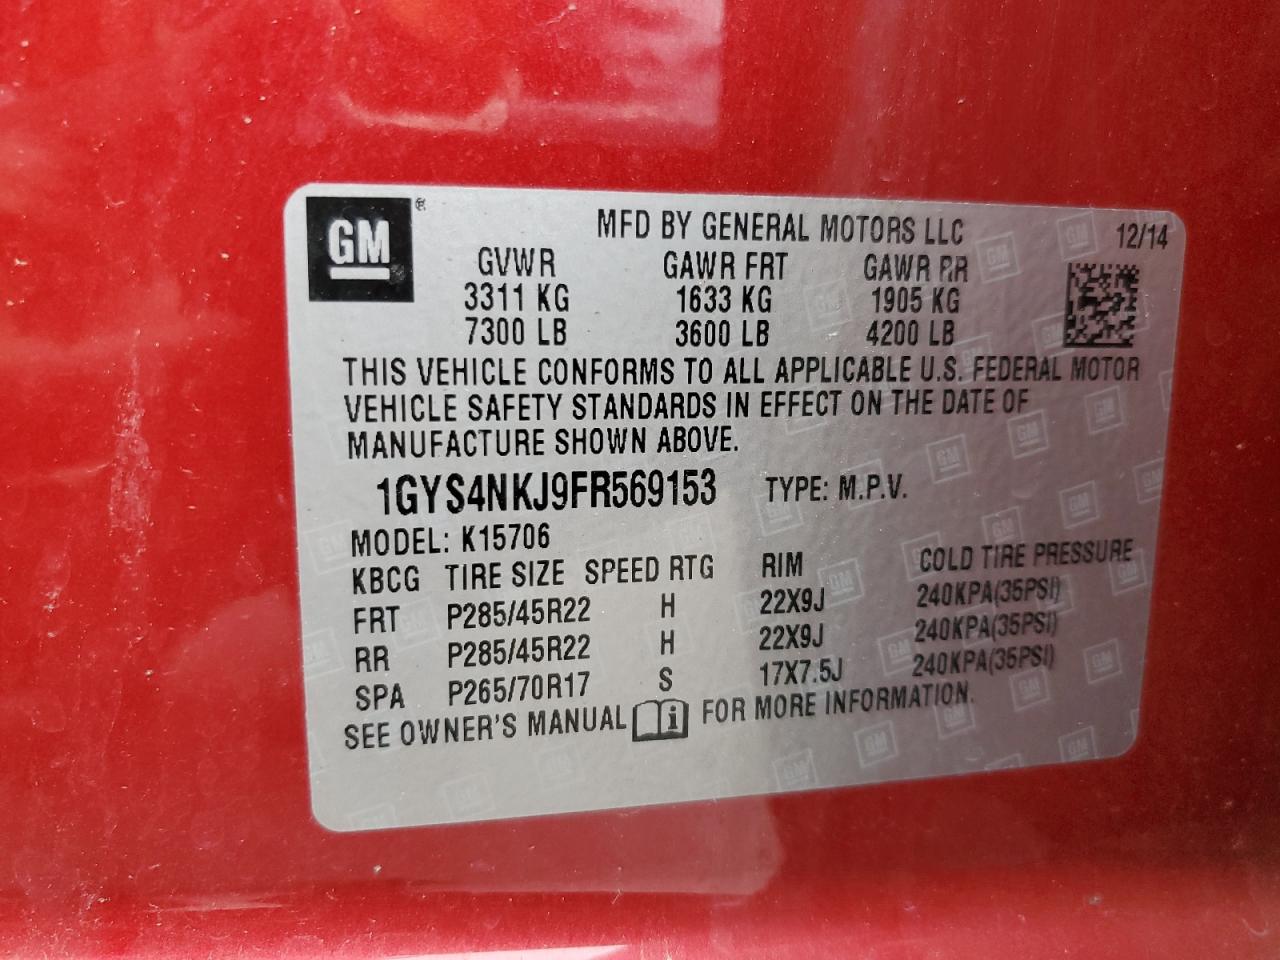 GM®
MFD BY GENERAL MOTORS LLC 12/14
GVWR GAWR FRT GAWR RR
3311 KG 1633 KG 1905 KG
7300 LB 3600 LB 4200 LB
THIS VEHICLE CONFORMS TO ALL APPLICABLE U.S. FEDERAL MOTOR
VEHICLE SAFETY STANDARDS IN EFFECT ON THE DATE OF
MANUFACTURE SHOWN ABOVE.
1GYS4NKJ9FR569153 TYPE: M.P.V.
MODEL: K15706
KBCG TIRE SIZE SPEED RTG RIM COLD TIRE PRESSURE
FRT P285/45R22 H 22X9J 240KPA(35PSI)
RR P285/45R22 H 22X9J 240KPA(35PSI)
SPA P265/70R17 S 17X7.5J 240KPA(35PSI)
SEE OWNER'S MANUAL i FOR MORE INFORMATION.